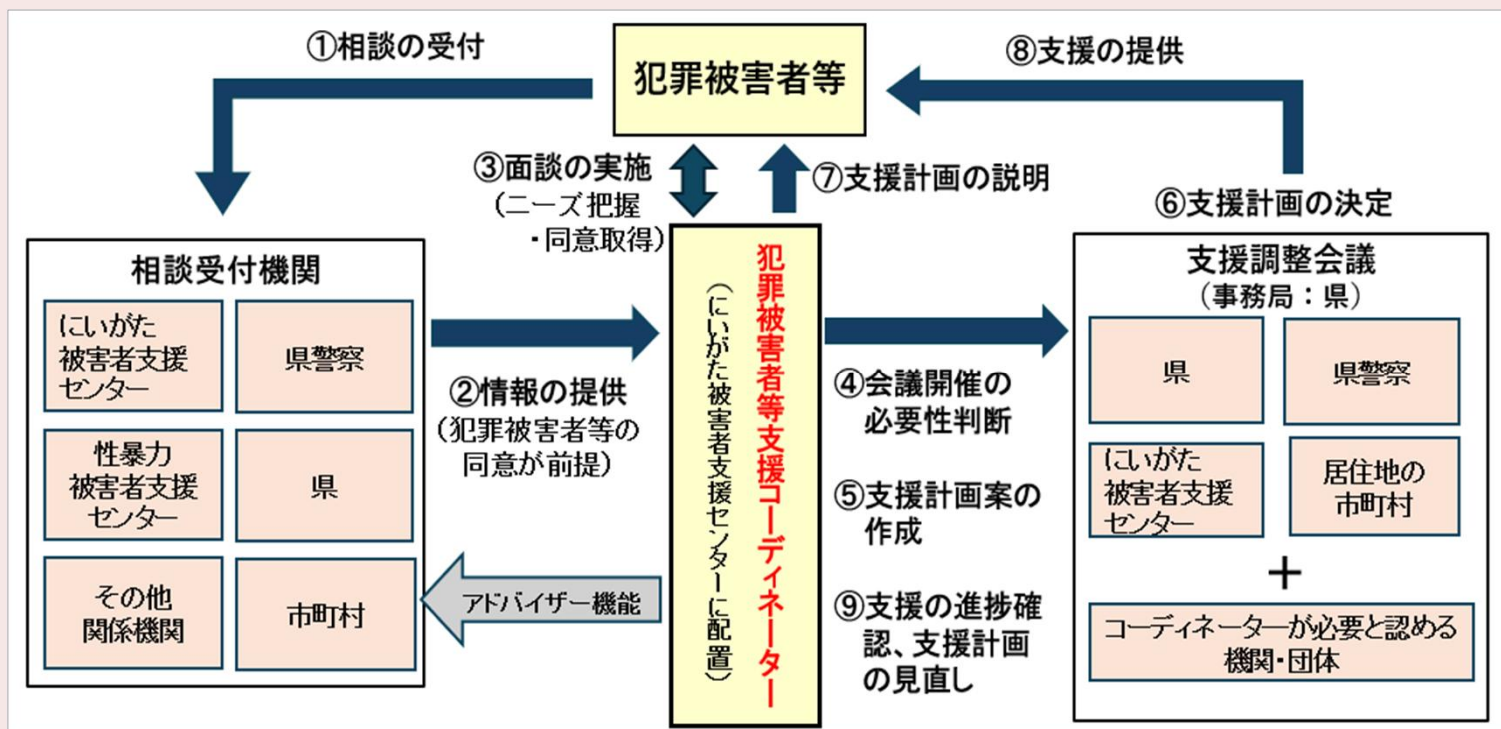 ①相談の受付
犯罪被害者等
⑧支援の提供
③面談の実施
(ニーズ把握
・同意取得)
⑦支援計画の説明
⑥支援計画の決定
相談受付機関
にいがた
被害者支援
センター
県警察
性暴力
被害者支援
センター
県
その他
関係機関
市町村
②情報の提供
(犯罪被害者等の
同意が前提)
アドバイザー機能
犯罪被害者等支援コーディネーター
(にいがた被害者支援センターに配置)
④会議開催の
必要性判断
⑤支援計画案の
作成
⑨支援の進捗確
認、支援計画
の見直し
支援調整会議
(事務局：県)
県
県警察
にいがた
被害者支援
センター
居住地の
市町村
+
コーディネーターが必要と認める
機関・団体